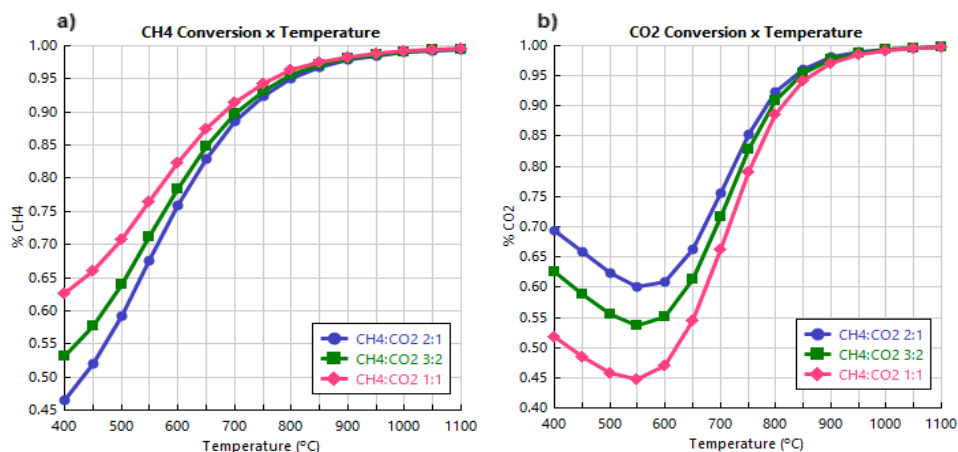 a)
CH4 Conversion x Temperature
1.00
0.95
0.90
0.85
0.80
0.75
0.70
0.65
0.60
0.55
0.50
0.45
% CH4
CH4:CO2 2:1
CH4:CO2 3:2
CH4:CO2 1:1
400 500 600 700 800 900 1000 1100
Temperature (°C)
b)
CO2 Conversion x Temperature
1.00
0.95
0.90
0.85
0.80
0.75
0.70
0.65
0.60
0.55
0.50
0.45
0.40
% CO2
CH4:CO2 2:1
CH4:CO2 3:2
CH4:CO2 1:1
400 500 600 700 800 900 1000 1100
Temperature (°C)